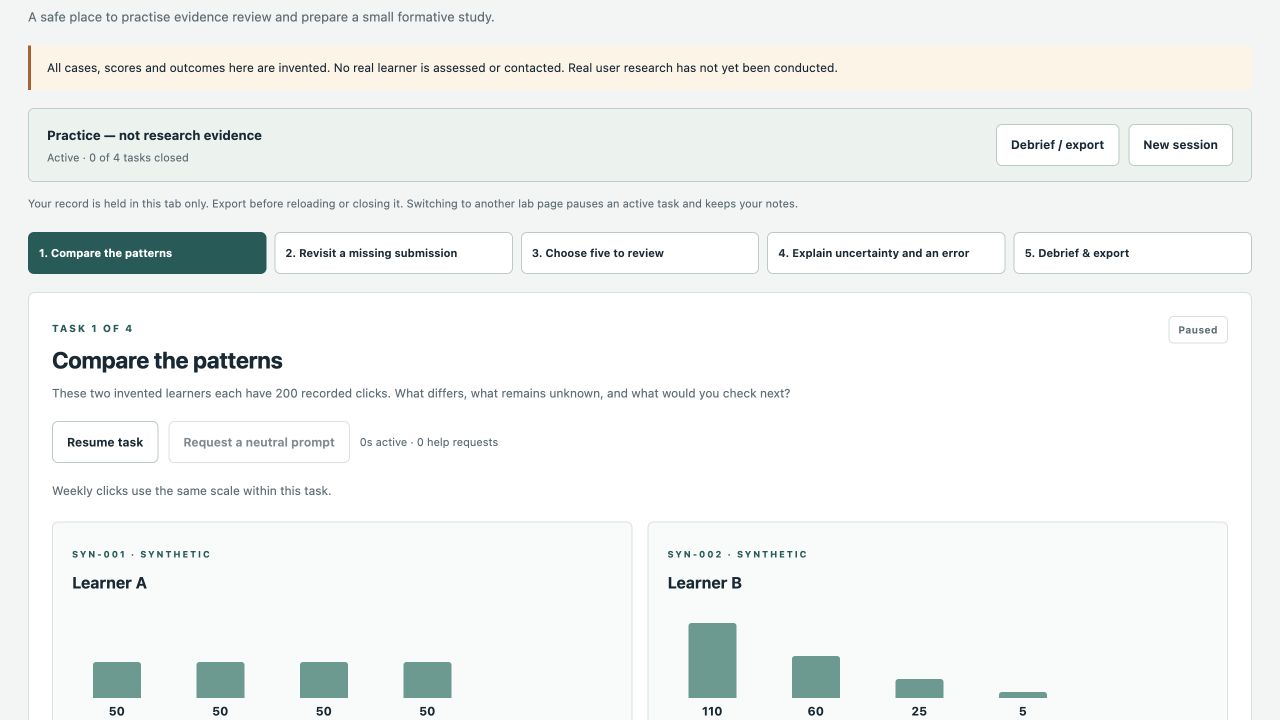 A safe place to practise evidence review and prepare a small formative study.
All cases, scores and outcomes here are invented. No real learner is assessed or contacted. Real user research has not yet been conducted.
Practice — not research evidence
Active · 0 of 4 tasks closed
Debrief / export
New session
Your record is held in this tab only. Export before reloading or closing it. Switching to another lab page pauses an active task and keeps your notes.
1. Compare the patterns
2. Revisit a missing submission
3. Choose five to review
4. Explain uncertainty and an error
5. Debrief & export
TASK 1 OF 4
Paused
Compare the patterns
These two invented learners each have 200 recorded clicks. What differs, what remains unknown, and what would you check next?
Resume task
Request a neutral prompt
0s active · 0 help requests
Weekly clicks use the same scale within this task.
SYN-001 · SYNTHETIC
Learner A
50 50 50 50
SYN-002 · SYNTHETIC
Learner B
110 60 25 5